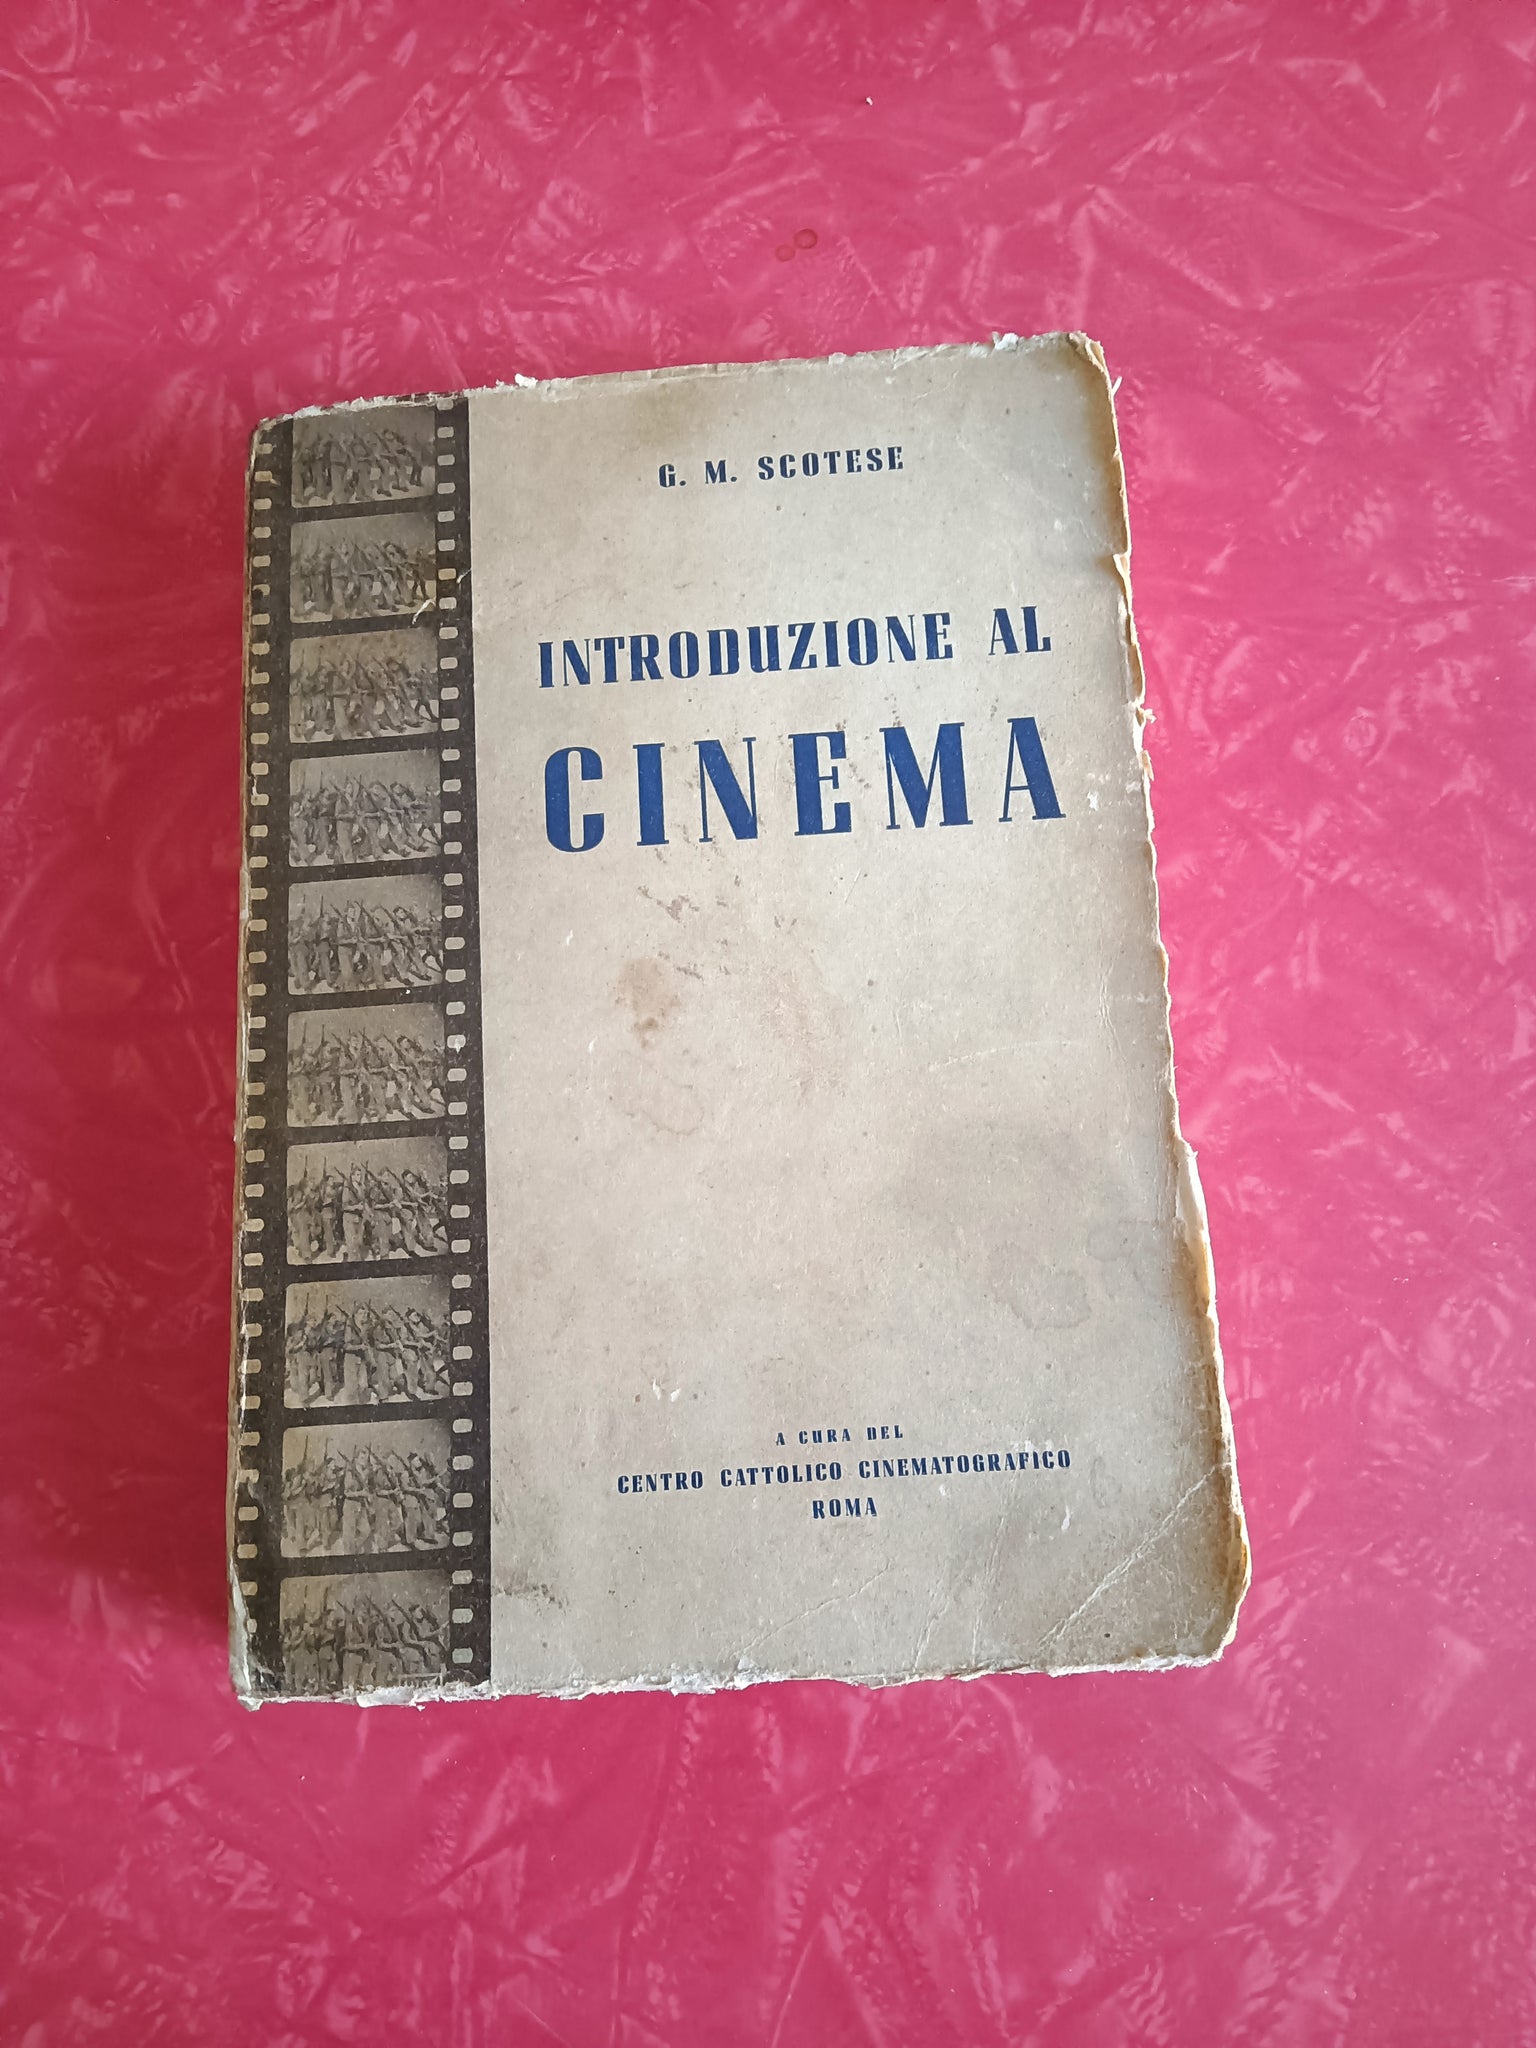 G. M. SCOTESE
INTRODUZIONE AL
CINEMA
A CURA DEL
CENTRO CATTOLICO CINEMATOGRAFICO
ROMA